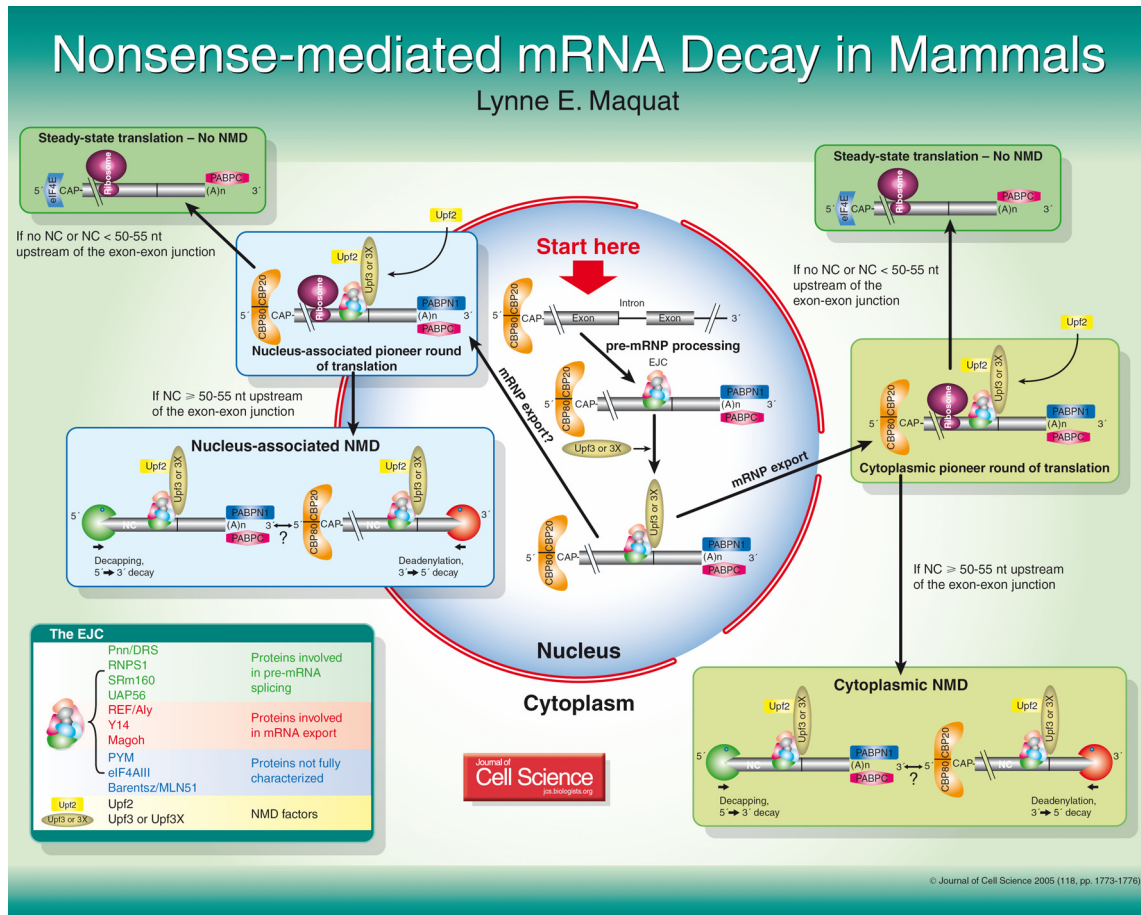 Nonsense-mediated mRNA Decay in Mammals
Lynne E. Maquat
Steady-state translation – No NMD
5´
eIF4E
CAP
Ribosome
PABPC
(A)n
3´
If no NC or NC < 50-55 nt
upstream of the exon-exon junction
Upf2
Upf2
Upf3 or 3X
CBP80
CBP20
5´
CAP
Ribosome
PABPN1
(A)n
PABPC
3´
Nucleus-associated pioneer round
of translation
If NC ≥ 50-55 nt upstream
of the exon-exon junction
Nucleus-associated NMD
Upf2
Upf3 or 3X
5´
NC
PABPN1
(A)n
PABPC
3´
?
Decapping,
5´ ➡ 3´ decay
Upf2
Upf3 or 3X
5´
CBP80
CBP20
CAP
NC
3´
Deadenylation,
3´ ➡ 5´ decay
Start here
CBP80
CBP20
5´
CAP
Exon
Intron
Exon
3´
pre-mRNP processing
EJC
CBP80
CBP20
5´
CAP
PABPN1
(A)n
PABPC
3´
Upf3 or 3X
mRNP export?
mRNP export
Upf3 or 3X
CBP80
CBP20
5´
CAP
PABPN1
(A)n
PABPC
3´
Nucleus
Cytoplasm
Steady-state translation – No NMD
5´
eIF4E
CAP
Ribosome
PABPC
(A)n
3´
If no NC or NC < 50-55 nt
upstream of the
exon-exon junction
Upf2
Upf2
Upf3 or 3X
CBP80
CBP20
5´
CAP
Ribosome
PABPN1
(A)n
PABPC
3´
Cytoplasmic pioneer round of translation
If NC ≥ 50-55 nt upstream
of the exon-exon junction
Cytoplasmic NMD
Upf2
Upf3 or 3X
5´
NC
PABPN1
(A)n
PABPC
3´
?
Decapping,
5´ ➡ 3´ decay
Upf2
Upf3 or 3X
5´
CBP80
CBP20
CAP
NC
3´
Deadenylation,
3´ ➡ 5´ decay
The EJC
Pnn/DRS
RNPS1
SRm160
UAP56
Proteins involved
in pre-mRNA
splicing
REF/Aly
Y14
Magoh
Proteins involved
in mRNA export
PYM
eIF4AIII
Barentsz/MLN51
Proteins not fully
characterized
Upf2
Upf2
Upf3 or 3X
Upf3 or Upf3X
NMD factors
Journal of
Cell Science
jcs.biologists.org
© Journal of Cell Science 2005 (118, pp. 1773-1776)